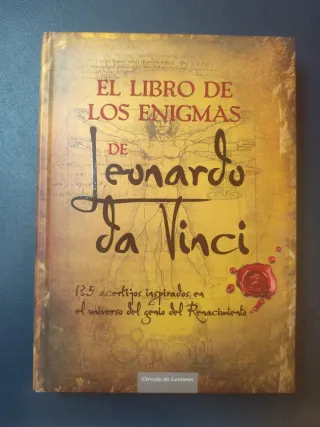 EL LIBRO DE
LOS ENIGMAS
DE
Leonardo
da Vinci
125 acertijos inspirados en
el universo del genio del Renacimiento
Círculo de Lectores